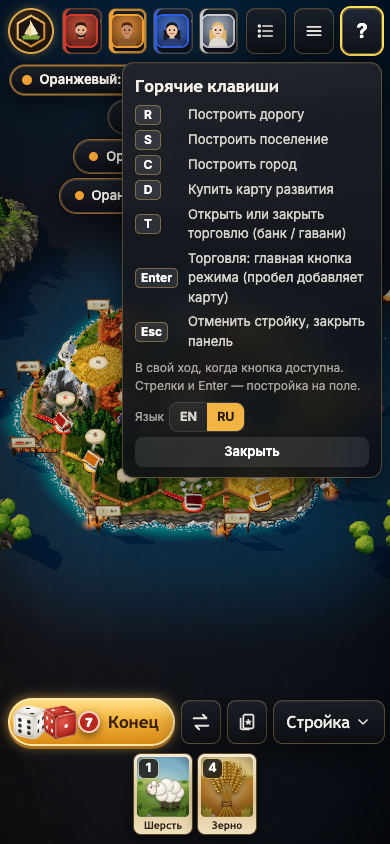 ?
Оранжевый:
Ор
Оран
Горячие клавиши
R Построить дорогу
S Построить поселение
C Построить город
D Купить карту развития
T Открыть или закрыть
торговлю (банк / гавани)
Enter Торговля: главная кнопка
режима (пробел добавляет
карту)
Esc Отменить стройку, закрыть
панель
В свой ход, когда кнопка доступна.
Стрелки и Enter — постройка на поле.
Язык EN RU
Закрыть
7 Конец
Стройка
1 4
Шерсть Зерно